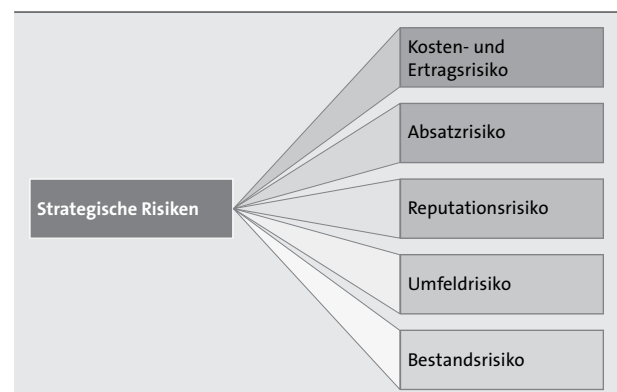 Strategische Risiken
Kosten- und
Ertragsrisiko
Absatzrisiko
Reputationsrisiko
Umfeldrisiko
Bestandsrisiko